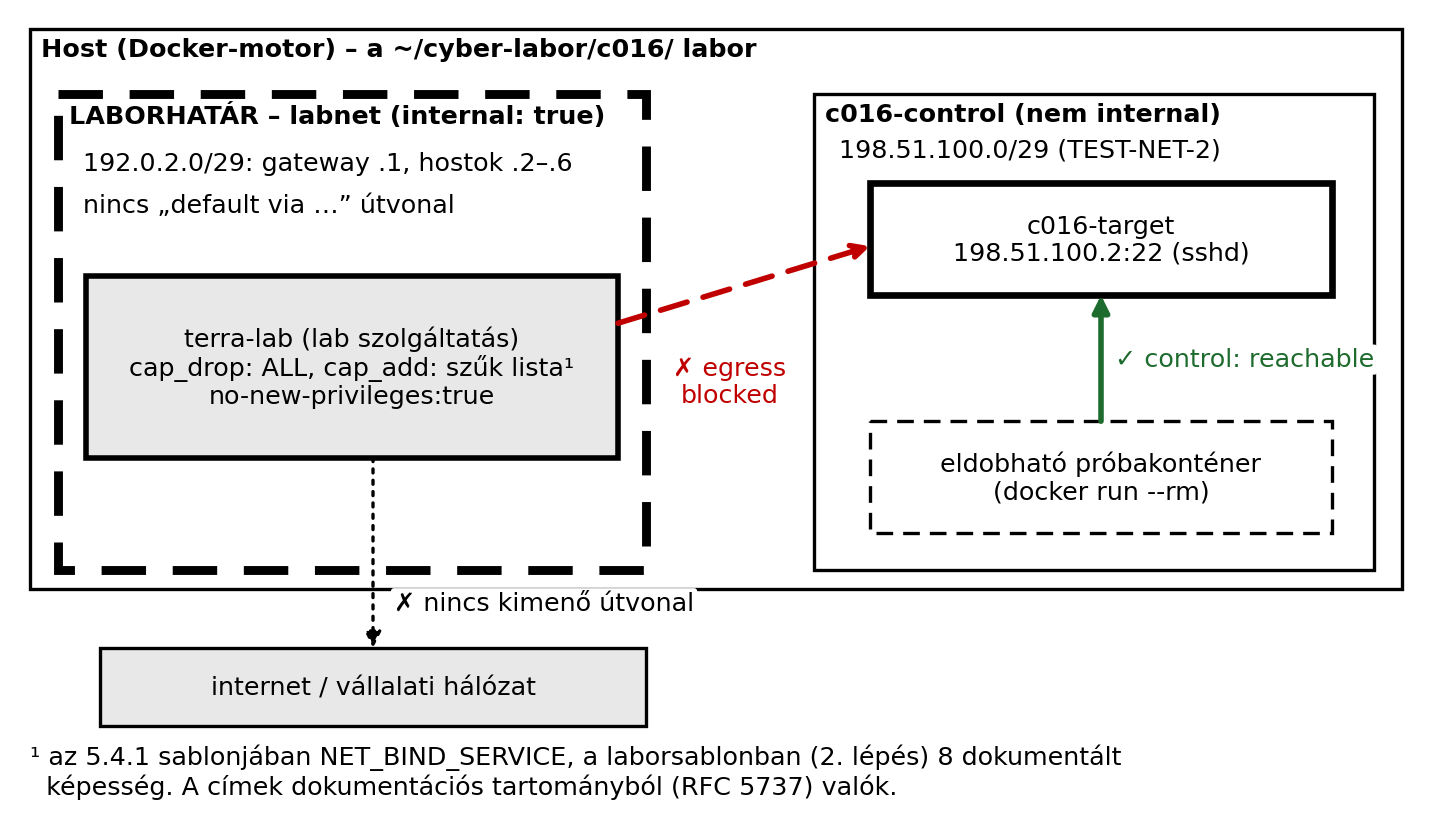 Host (Docker-motor) – a ~/cyber-labor/c016/ labor
LABORHATÁR – labnet (internal: true)
192.0.2.0/29: gateway .1, hostok .2–.6
nincs „default via …” útvonal
terra-lab (lab szolgáltatás)
cap_drop: ALL, cap_add: szűk lista¹
no-new-privileges:true
✗ egress
blocked
c016-control (nem internal)
198.51.100.0/29 (TEST-NET-2)
c016-target
198.51.100.2:22 (sshd)
✓ control: reachable
eldobható próbakonténer
(docker run --rm)
✗ nincs kimenő útvonal
internet / vállalati hálózat
¹ az 5.4.1 sablonjában NET_BIND_SERVICE, a laborsablonban (2. lépés) 8 dokumentált
képesség. A címek dokumentációs tartományból (RFC 5737) valók.